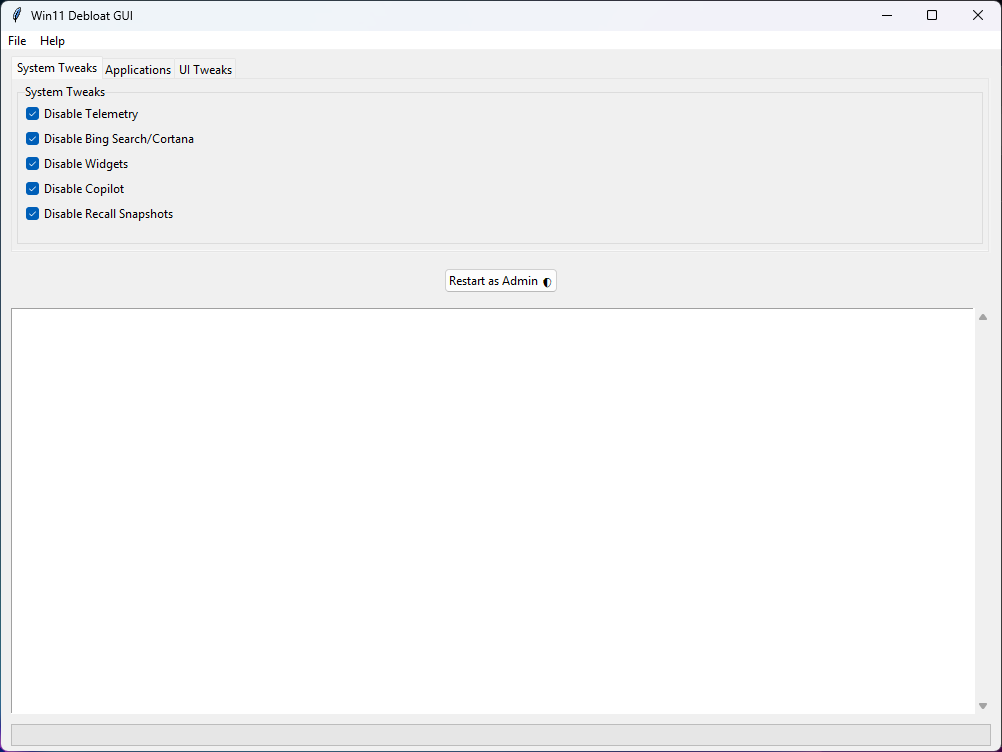 Win11 Debloat GUI
File Help
System Tweaks Applications UI Tweaks
System Tweaks
Disable Telemetry
Disable Bing Search/Cortana
Disable Widgets
Disable Copilot
Disable Recall Snapshots
Restart as Admin